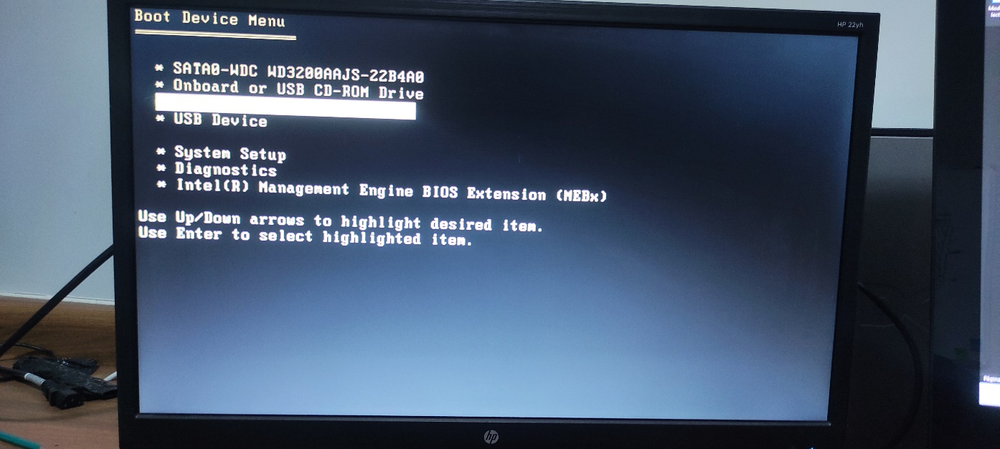 Boot Device Menu
HP 22yh
* SATA0-WDC WD3200AAJS-22B4A0
* Onboard or USB CD-ROM Drive
* USB Device
* System Setup
* Diagnostics
* Intel(R) Management Engine BIOS Extension (MEBx)
Use Up/Down arrows to highlight desired item.
Use Enter to select highlighted item.
hp